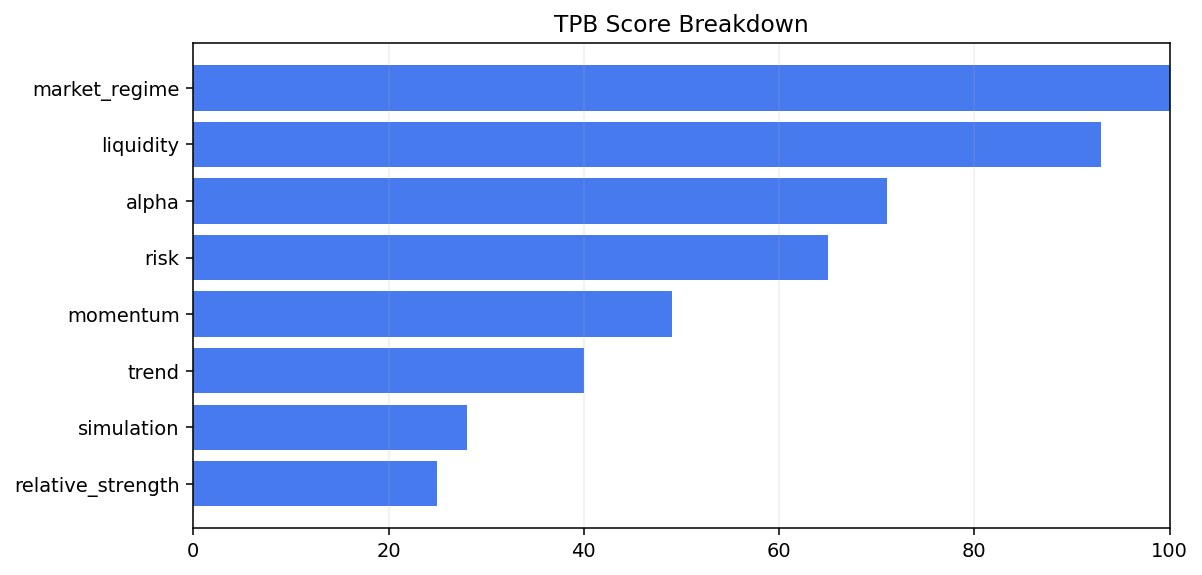 TPB Score Breakdown
market_regime
liquidity
alpha
risk
momentum
trend
simulation
relative_strength
0 20 40 60 80 100